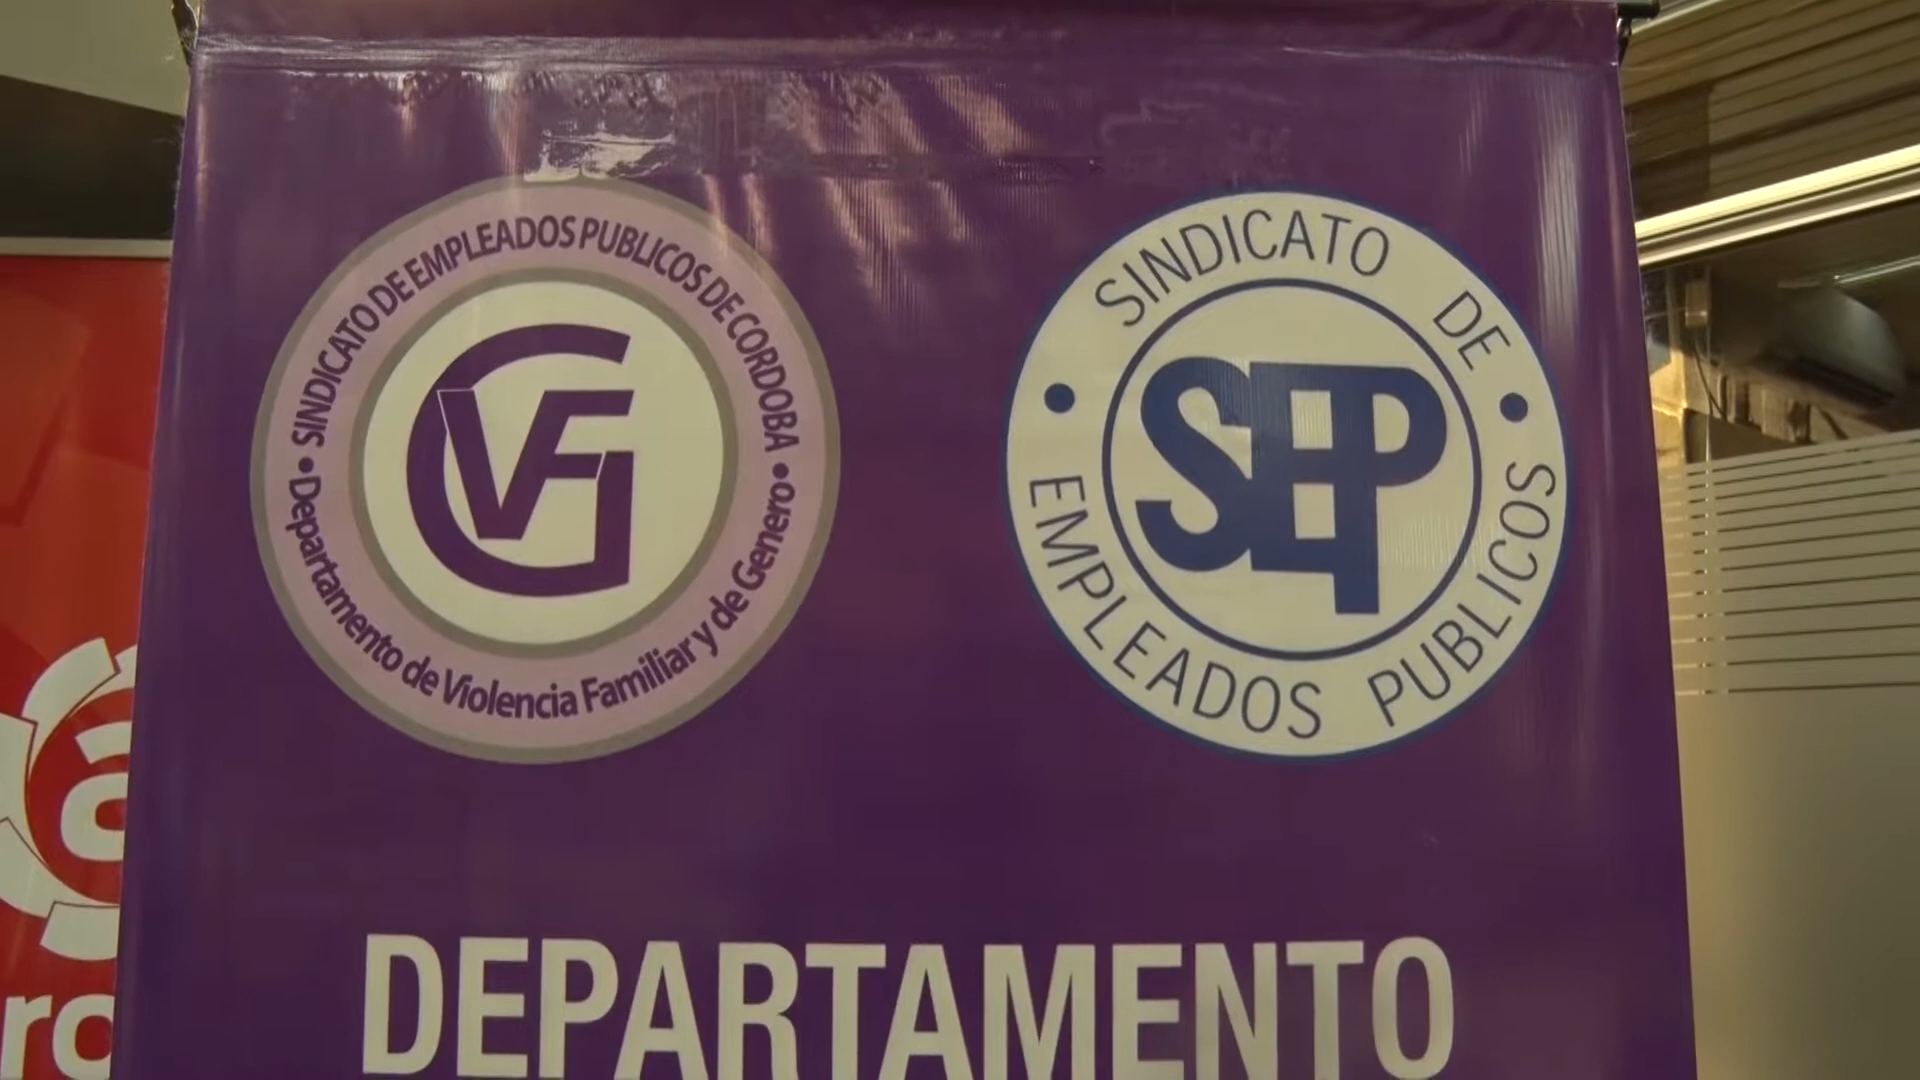 SINDICATO DE EMPLEADOS PUBLICOS DE CORDOBA
VFG
• Departamento de Violencia Familiar y de Genero •
SINDICATO DE
SEP
• EMPLEADOS PUBLICOS •
DEPARTAMENTO
a
ro